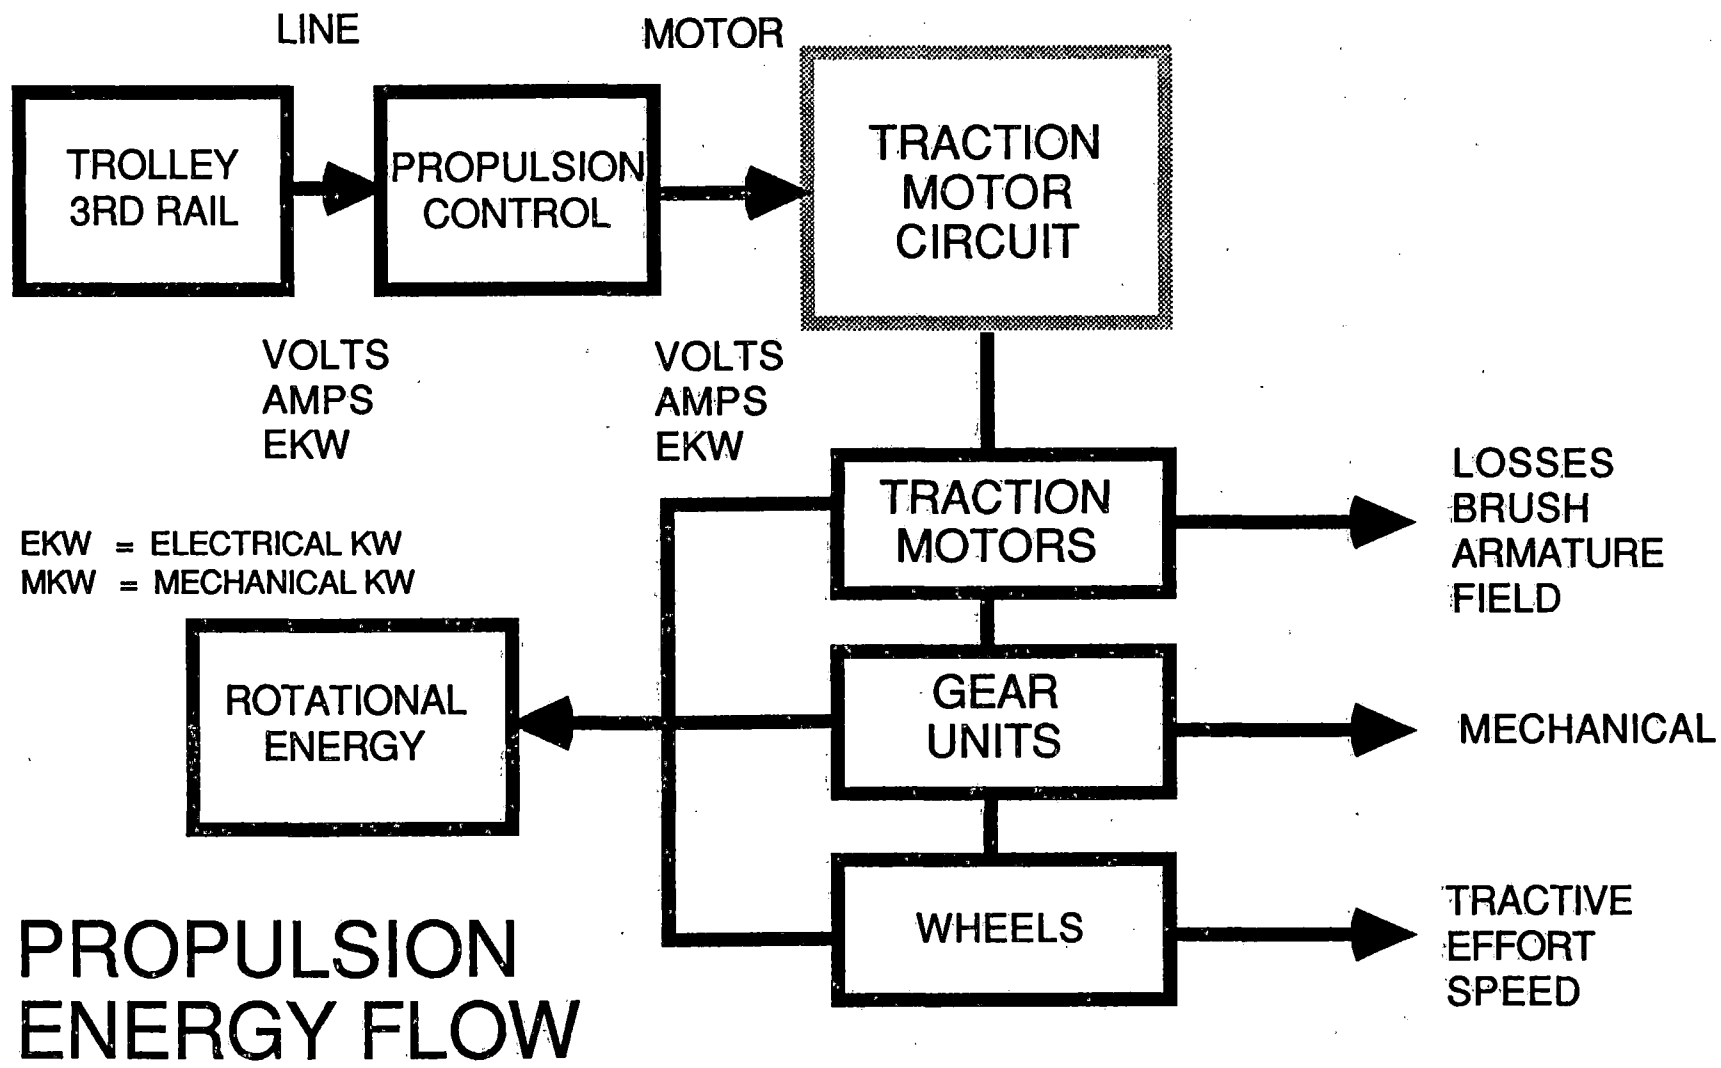 LINE
MOTOR
TROLLEY
3RD RAIL
PROPULSION
CONTROL
TRACTION
MOTOR
CIRCUIT
VOLTS
AMPS
EKW
VOLTS
AMPS
EKW
EKW = ELECTRICAL KW
MKW = MECHANICAL KW
TRACTION
MOTORS
LOSSES
BRUSH
ARMATURE
FIELD
ROTATIONAL
ENERGY
GEAR
UNITS
MECHANICAL
WHEELS
TRACTIVE
EFFORT
SPEED
PROPULSION
ENERGY FLOW